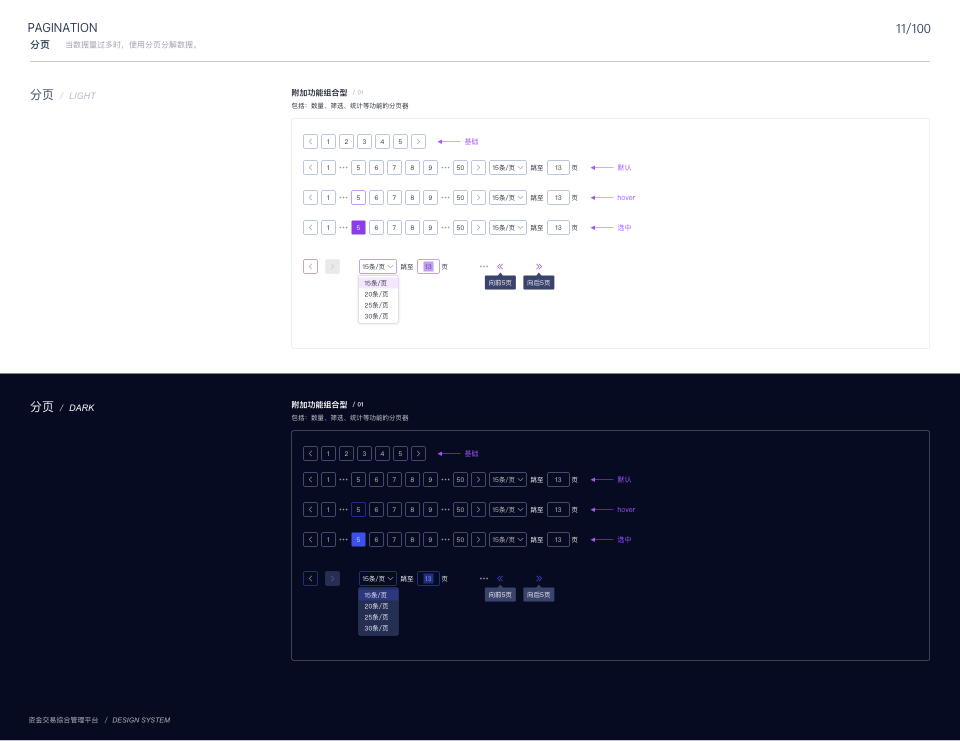 PAGINATION
11/100
分页 当数据量过多时，使用分页分解数据。
分页 / LIGHT
附加功能组合型 / 01
包括：数量、筛选、统计等功能的分页器
< 1 2 3 4 5 > 基础
< 1 ••• 5 6 7 8 9 ••• 50 > 15条/页 跳至 13 页 默认
< 1 ••• 5 6 7 8 9 ••• 50 > 15条/页 跳至 13 页 hover
< 1 ••• 5 6 7 8 9 ••• 50 > 15条/页 跳至 13 页 选中
< > 15条/页 跳至 13 页 ••• « »
向前5页 向后5页
15条/页
20条/页
25条/页
30条/页
分页 / DARK
附加功能组合型 / 01
包括：数量、筛选、统计等功能的分页器
< 1 2 3 4 5 > 基础
< 1 ••• 5 6 7 8 9 ••• 50 > 15条/页 跳至 13 页 默认
< 1 ••• 5 6 7 8 9 ••• 50 > 15条/页 跳至 13 页 hover
< 1 ••• 5 6 7 8 9 ••• 50 > 15条/页 跳至 13 页 选中
< > 15条/页 跳至 13 页 ••• « »
向前5页 向后5页
15条/页
20条/页
25条/页
30条/页
资金交易综合管理平台 / DESIGN SYSTEM